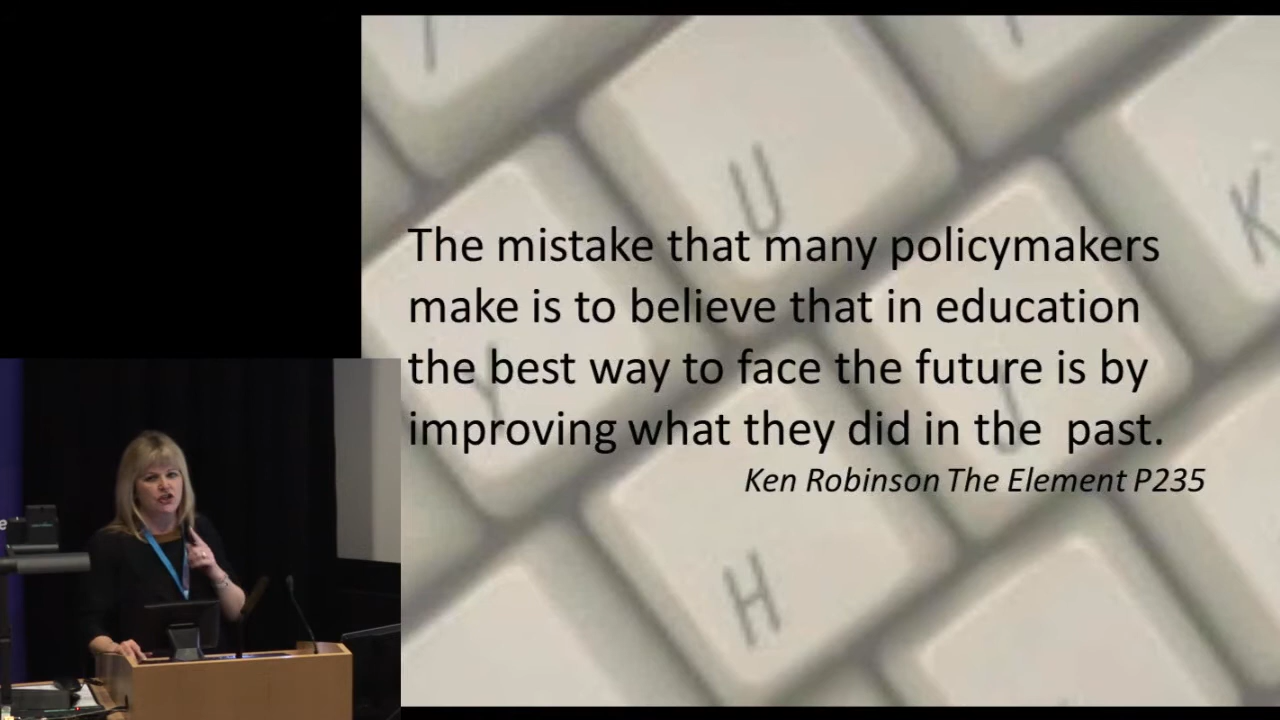 The mistake that many policymakers
make is to believe that in education
the best way to face the future is by
improving what they did in the  past.
Ken Robinson The Element P235
U
K
H
e